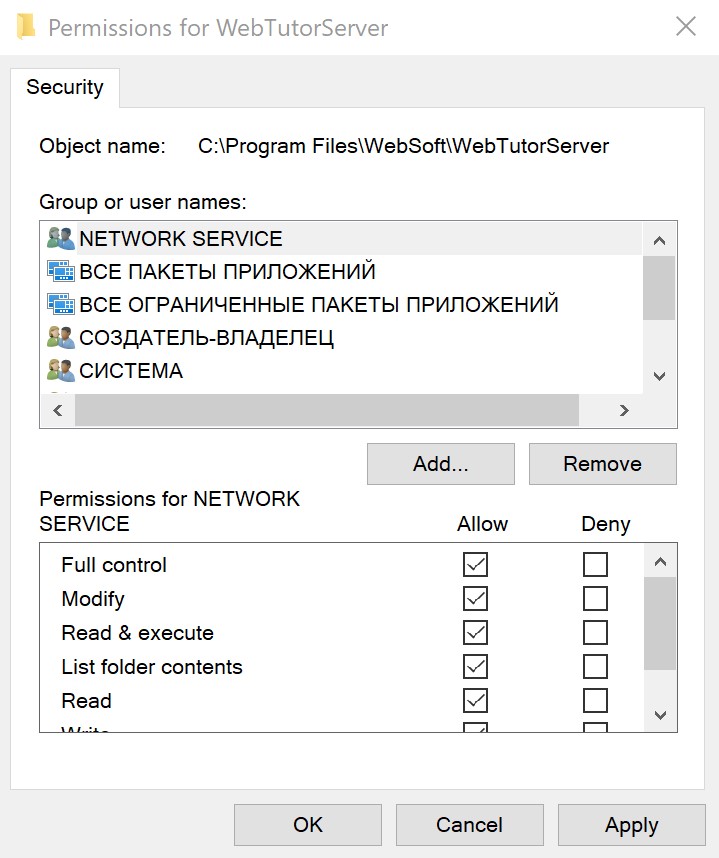 Permissions for WebTutorServer
Security
Object name: C:\Program Files\WebSoft\WebTutorServer
Group or user names:
NETWORK SERVICE
ВСЕ ПАКЕТЫ ПРИЛОЖЕНИЙ
ВСЕ ОГРАНИЧЕННЫЕ ПАКЕТЫ ПРИЛОЖЕНИЙ
СОЗДАТЕЛЬ-ВЛАДЕЛЕЦ
СИСТЕМА
Add... Remove
Permissions for NETWORK
SERVICE Allow Deny
Full control
Modify
Read & execute
List folder contents
Read
Write
OK Cancel Apply